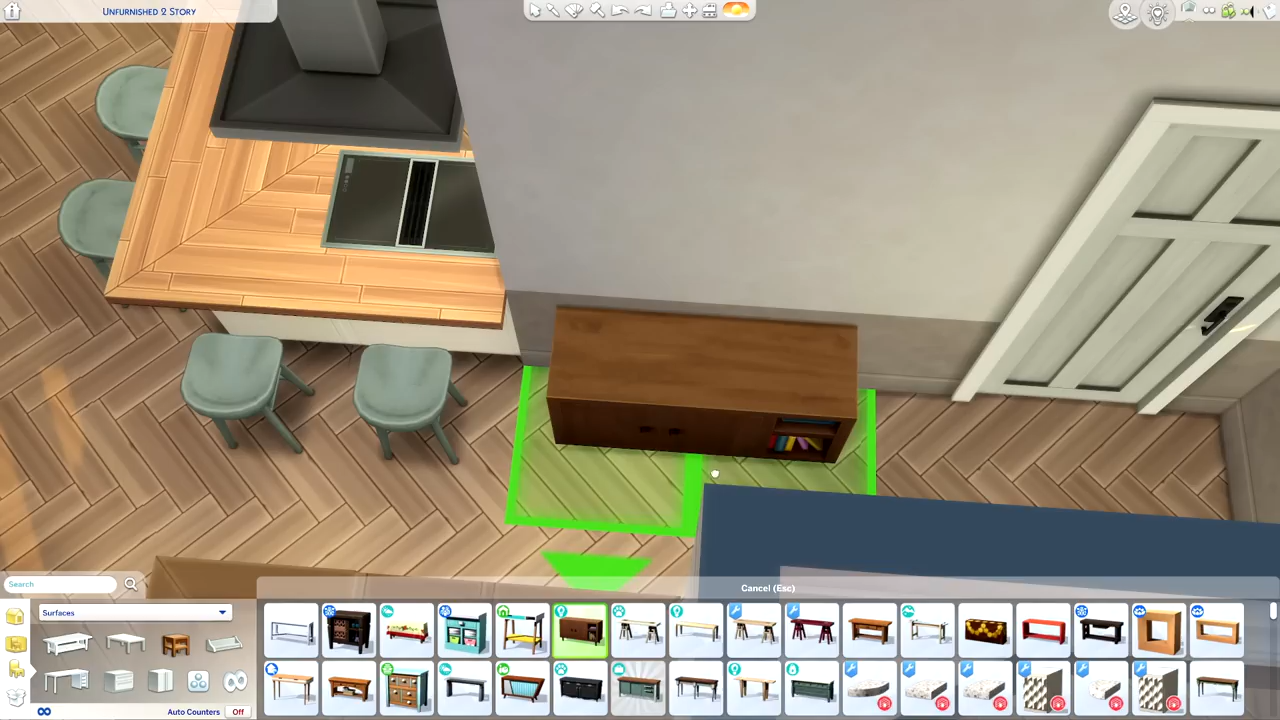 Unfurnished 2 Story
Cancel (Esc)
Search
Surfaces
Auto Counters
Off